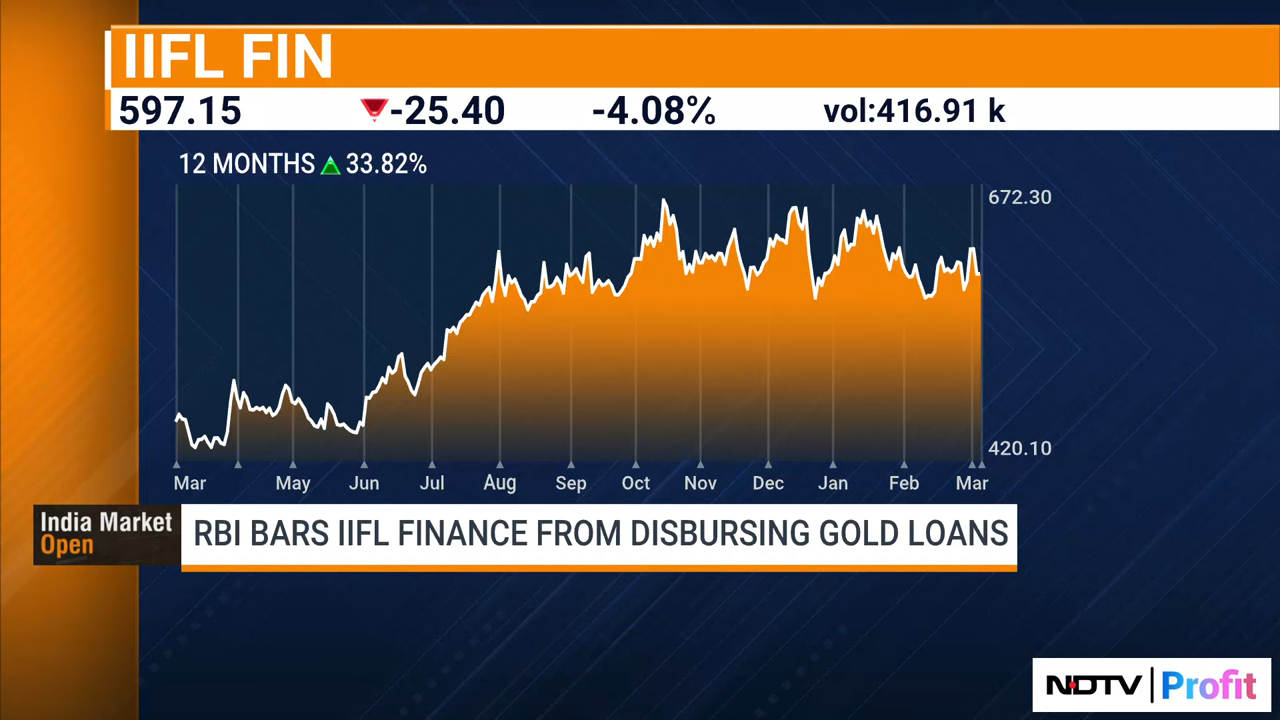 IIFL FIN
597.15 -25.40 -4.08% vol:416.91 k
12 MONTHS 33.82%
672.30
420.10
Mar May Jun Jul Aug Sep Oct Nov Dec Jan Feb Mar
India Market
Open
RBI BARS IIFL FINANCE FROM DISBURSING GOLD LOANS
NDTV Profit